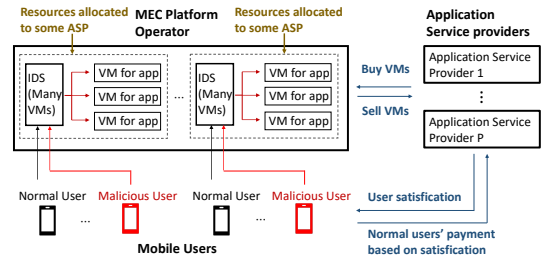 Resources allocated
to some ASP
MEC Platform
Operator
Resources allocated
to some ASP
Application
Service providers
IDS
(Many
VMs)
VM for app
VM for app
VM for app
...
IDS
(Many
VMs)
VM for app
VM for app
VM for app
Buy VMs
Sell VMs
Application Service
Provider 1
...
Application Service
Provider P
Normal User
Malicious User
Normal User
Malicious User
...
...
Mobile Users
User satisfaction
Normal users' payment
based on satisfaction